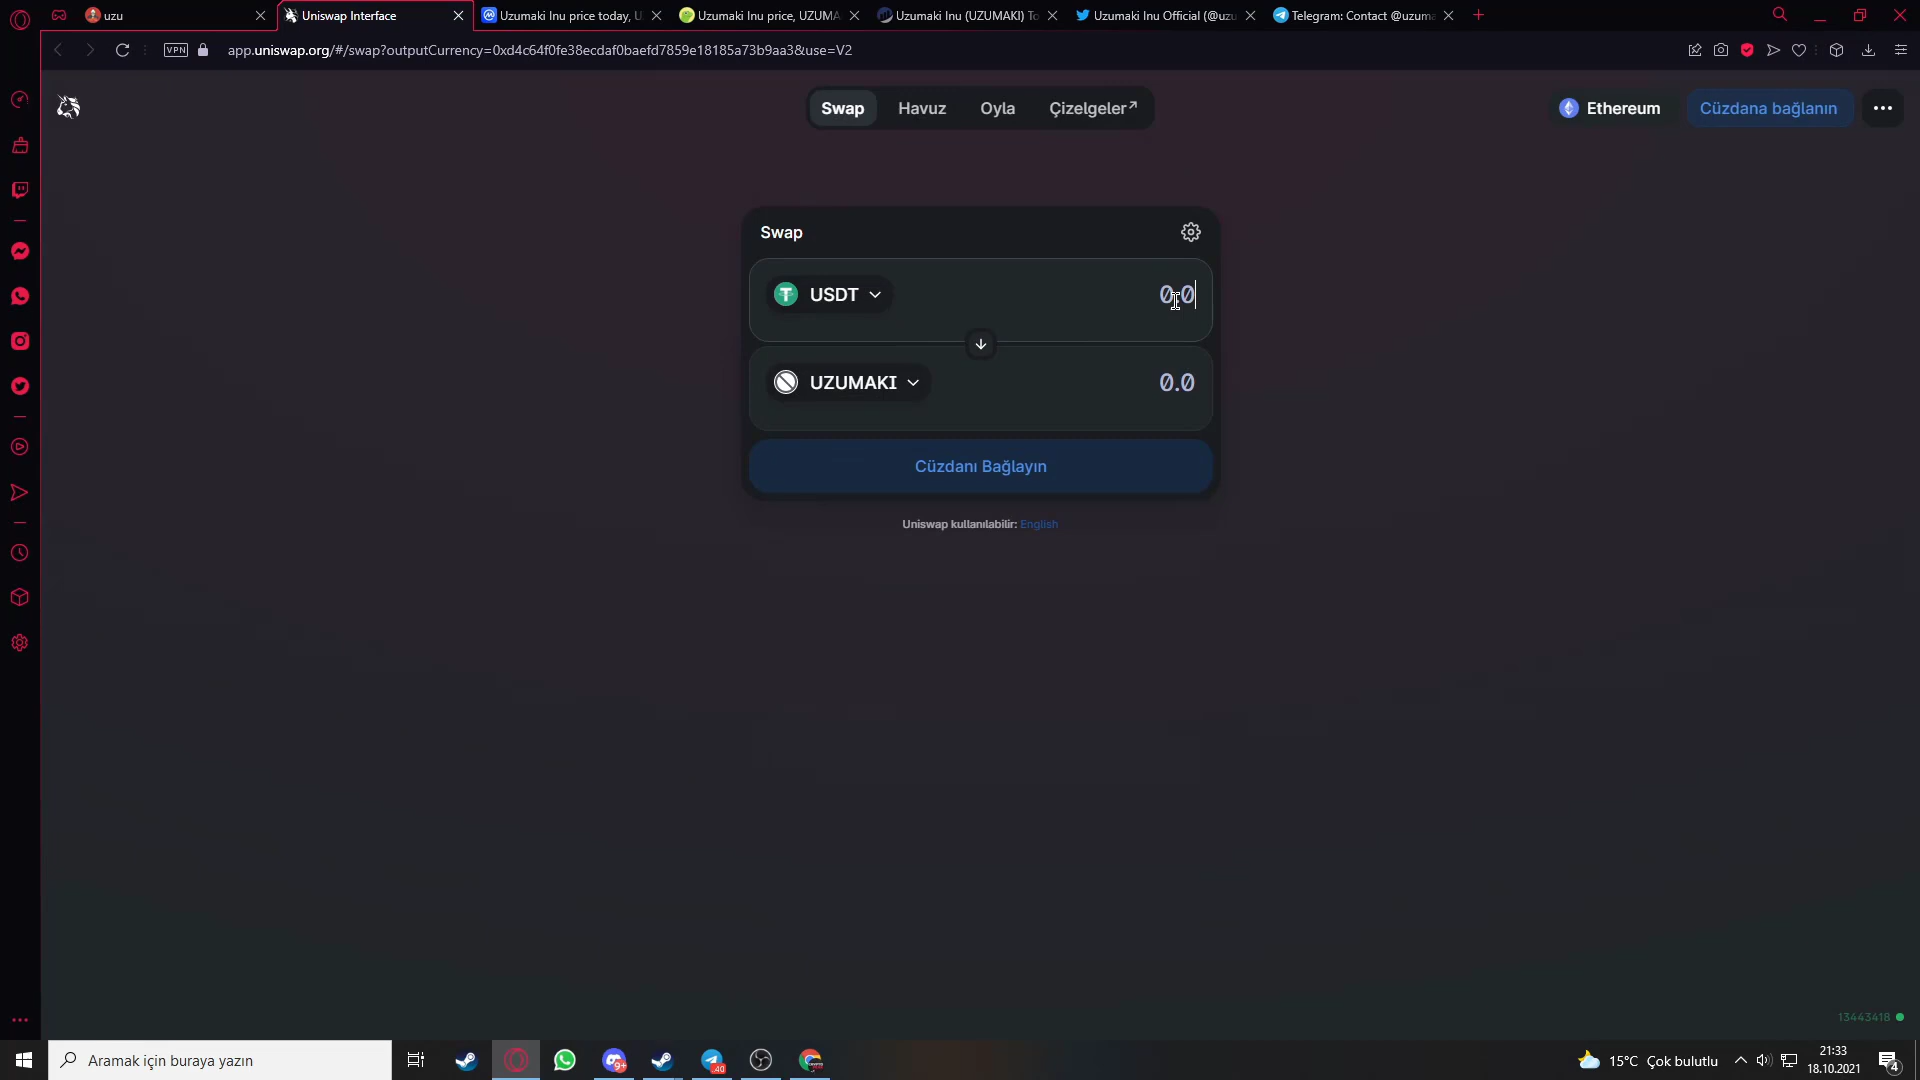 uzu
Uniswap Interface
Uzumaki Inu price today, U
Uzumaki Inu price, UZUMA
Uzumaki Inu (UZUMAKI) To
Uzumaki Inu Official (@uzu
Telegram: Contact @uzuma
VPN
app.uniswap.org/#/swap?outputCurrency=0xd4c64f0fe38ecdaf0baefd7859e18185a73b9aa3&use=V2
Swap
Havuz
Oyla
Çizelgeler↗
Ethereum
Cüzdana bağlanın
Swap
USDT
0.0
UZUMAKI
0.0
Cüzdanı Bağlayın
Uniswap kullanılabilir: English
13443418
Aramak için buraya yazın
9+
40
15°C Çok bulutlu
21:33
18.10.2021
4